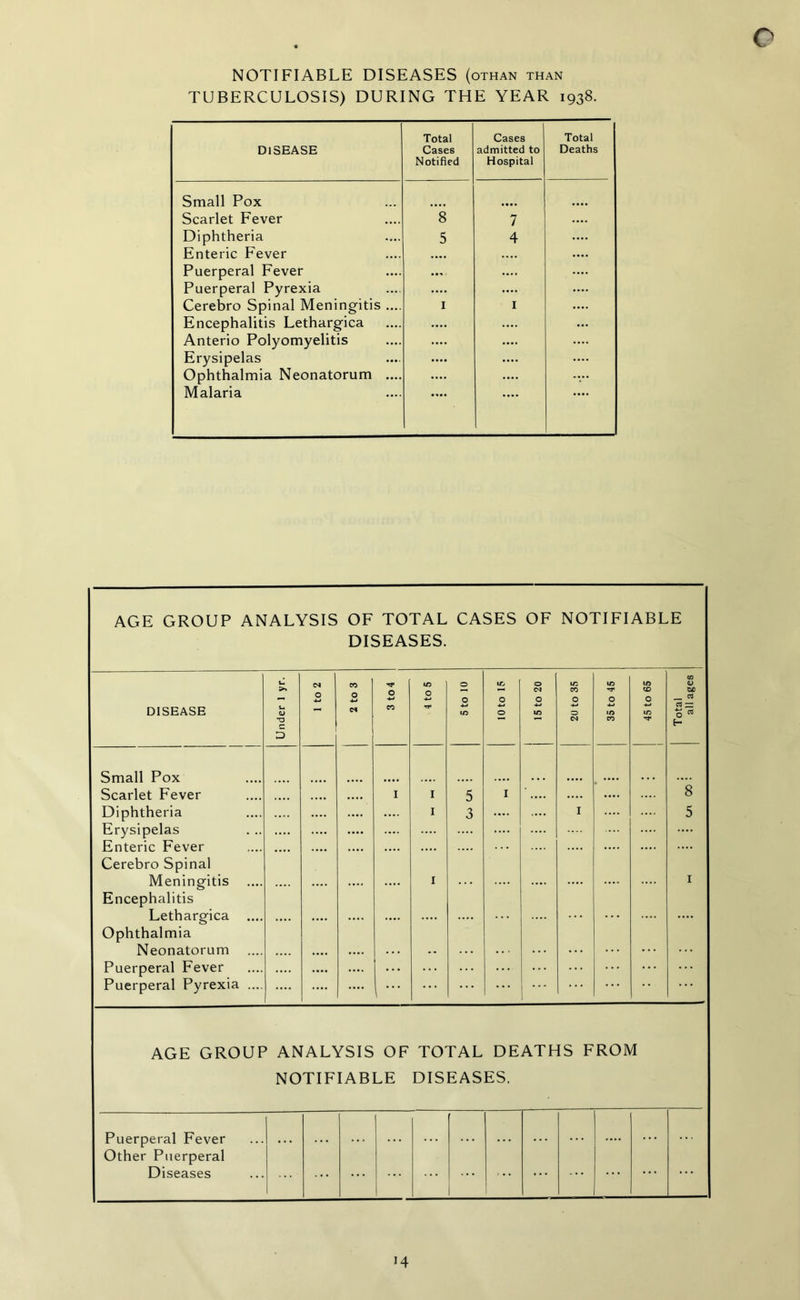 NOTIFIABLE DISEASES (OTHAN THAN
TUBERCULOSIS) DURING THE YEAR 1938.
DISEASE Total Cases Notified Cases admitted to Hospital Total Deaths
Small Pox ... .... .... ....
Scarlet Fever .... 8 7 ....
Diphtheria .... 5 4 ....
Enteric Fever .... .... .... ....
Puerperal Fever .... .... .... ....
Puerperal Pyrexia .... .... .... ....
Cerebro Spinal Meningitis .... 1 1 ....
Encephalitis Lethargica .... .... .... ...
Anterio Polyomyelitis .... .... .... ....
Erysipelas .... .... .... ....
Ophthalmia Neonatorum .... .... .... ....
Malaria .... .... .... ....
AGE GROUP ANALYSIS OF TOTAL CASES OF NOTIFIABLE
DISEASES.
DISEASE Under 1 yr. 1 to 2 2 to 3 3 to 4 4 to 5 5 to 10 10 to 15 15 to 20 20 to 35 35 to 45 45 to 65 Total all ages
Small Pox .... .... .... .... .... .... .... .... ... .... .... ... ....
Scarlet Fever .... .... .... .... 1 1 5 1 .... .... .... .... 8
Diphtheria .... .... .... .... .... 1 3 .... .... 1 .... .... 5
Erysipelas ... .... .... .... .... .... .... .... .... .... .... .... ....
Enteric Fever .... .... .... .... .... .... .... ... .... .... .... .... ....
Cerebro Spinal
Meningitis .... .... .... .... .... 1 ... .... .... .... .... .... 1
Encephalitis
Lethargica .... .... .... .... .... .... .... ... .... ... ... .... ....
Ophthalmia
Neonatorum .... .... .... .... ... .. ... ... ... ... ... ... ...
Puerperal Fever .... .... .... .... ... ... ... ... ... ... ... ... ...
Puerperal Pyrexia .... .... .... .... ... ... ... ... ... ... ... .. ...
AGE GROUP ANALYSIS OF TOTAL DEATHS FROM
NOTIFIABLE DISEASES.
Puerperal Fever ... ... ... ... ... ... ... ... ... ... .... ... ...
Other Puerperal
Diseases ... ... ... ... ... ... ... ... ... ... ... ... ...
14